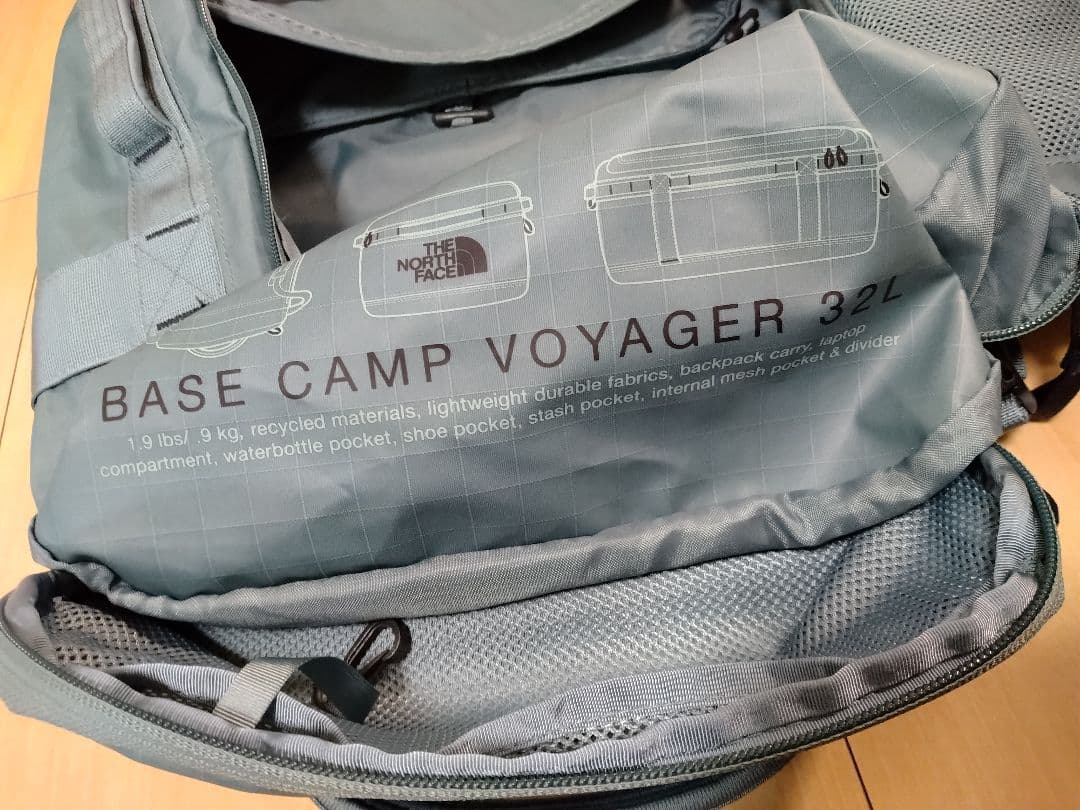 THE
NORTH
FACE
BASE CAMP VOYAGER 32L
1.9 lbs/ .9 kg, recycled materials, lightweight durable fabrics, backpack carry, laptop
compartment, waterbottle pocket, shoe pocket, stash pocket, internal mesh pocket & divider